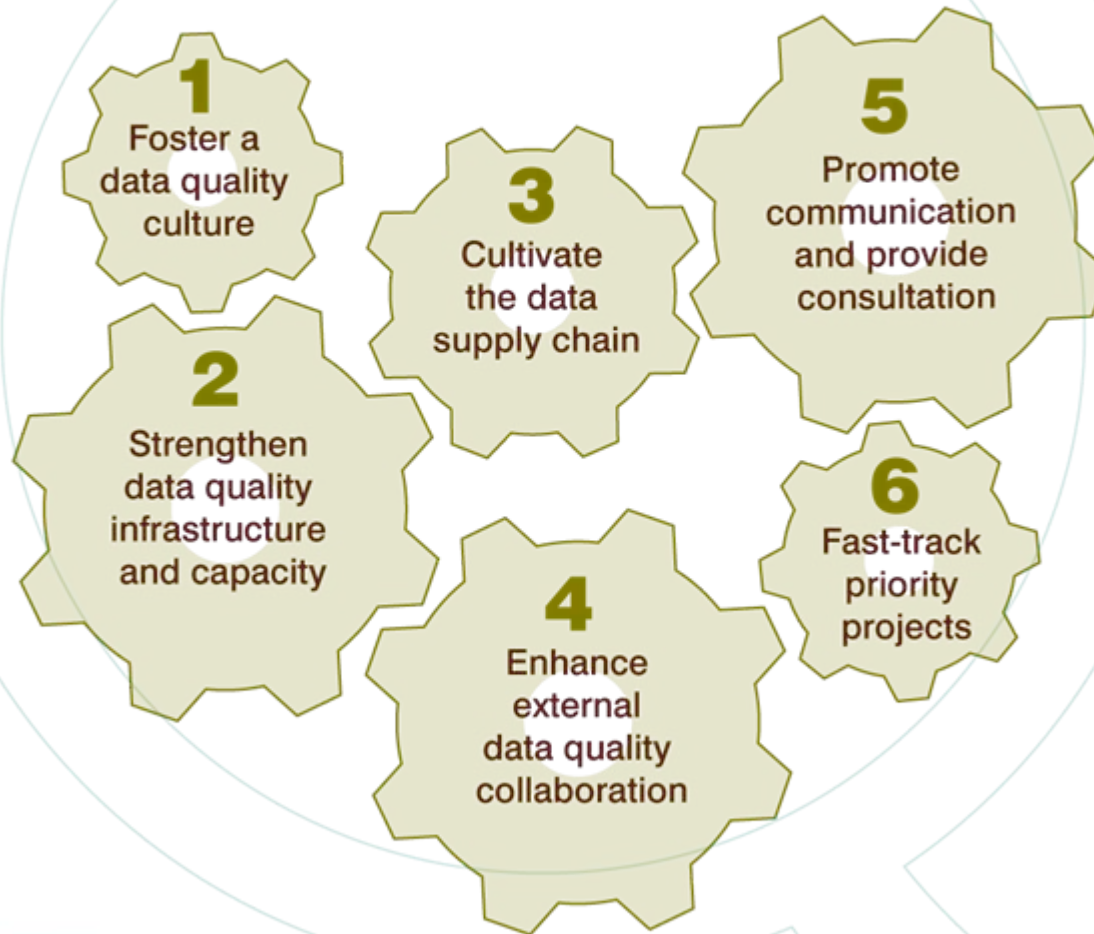 1
Foster a
data quality
culture
2
Strengthen
data quality
infrastructure
and capacity
3
Cultivate
the data
supply chain
4
Enhance
external
data quality
collaboration
5
Promote
communication
and provide
consultation
6
Fast-track
priority
projects